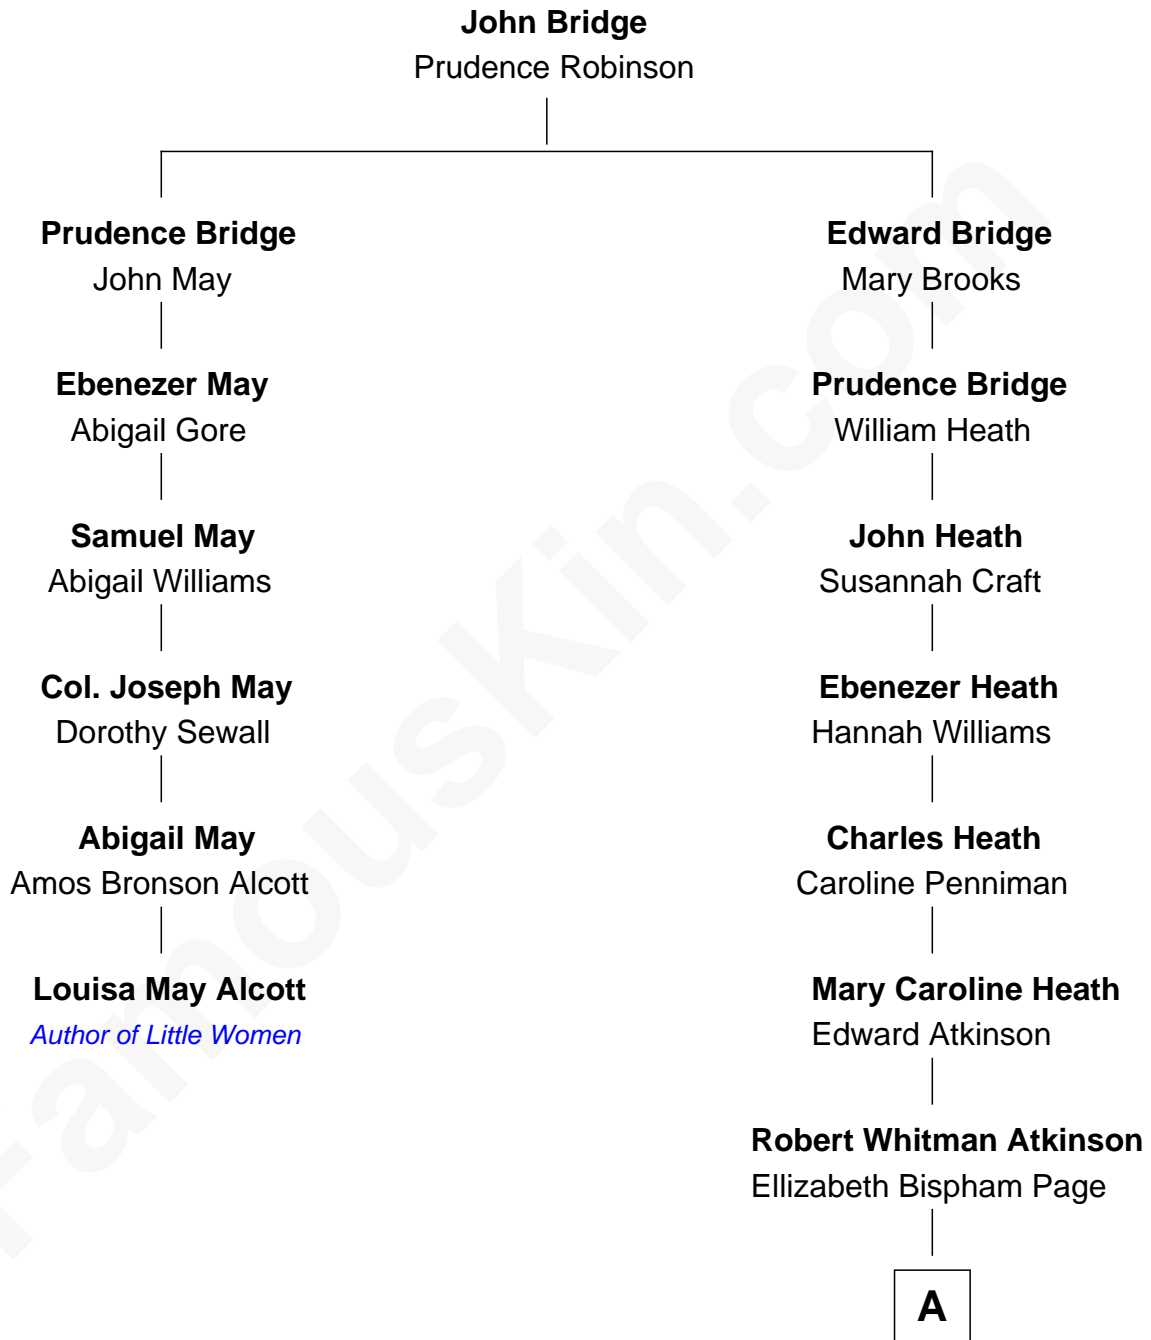 John Bridge
Prudence Robinson
Prudence Bridge
John May
Ebenezer May
Abigail Gore
Samuel May
Abigail Williams
Col. Joseph May
Dorothy Sewall
Abigail May
Amos Bronson Alcott
Louisa May Alcott
Author of Little Women
Edward Bridge
Mary Brooks
Prudence Bridge
William Heath
John Heath
Susannah Craft
Ebenezer Heath
Hannah Williams
Charles Heath
Caroline Penniman
Mary Caroline Heath
Edward Atkinson
Robert Whitman Atkinson
Ellizabeth Bispham Page
A
FamousKin.com